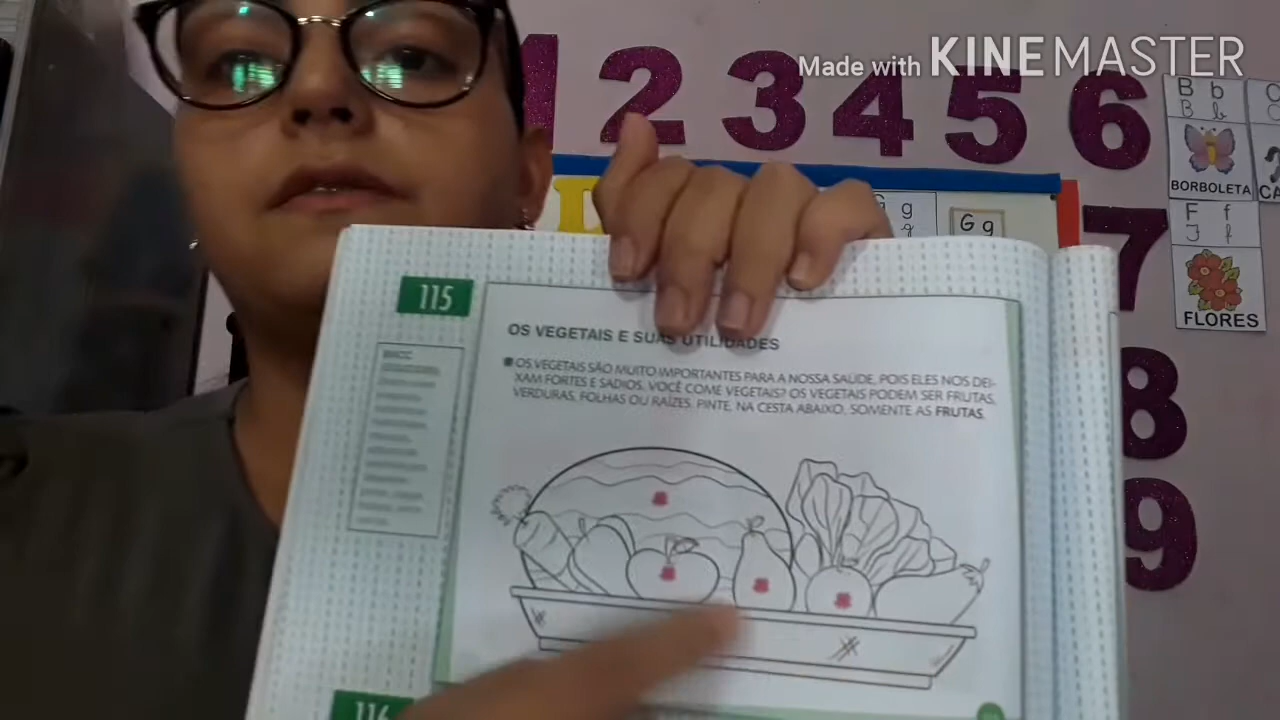 Made with KINEMASTER
1 2 3 4 5 6
B b
B b
BORBOLETA
C
CA
F f
F f
FLORES
G g
g
G g
7
8
9
115
OS VEGETAIS E SUAS UTILIDADES
OS VEGETAIS SÃO MUITO IMPORTANTES PARA A NOSSA SAÚDE, POIS ELES NOS DEI-
XAM FORTES E SADIOS. VOCÊ COME VEGETAIS? OS VEGETAIS PODEM SER FRUTAS,
VERDURAS, FOLHAS OU RAÍZES. PINTE, NA CESTA ABAIXO, SOMENTE AS FRUTAS.
BNCC
116